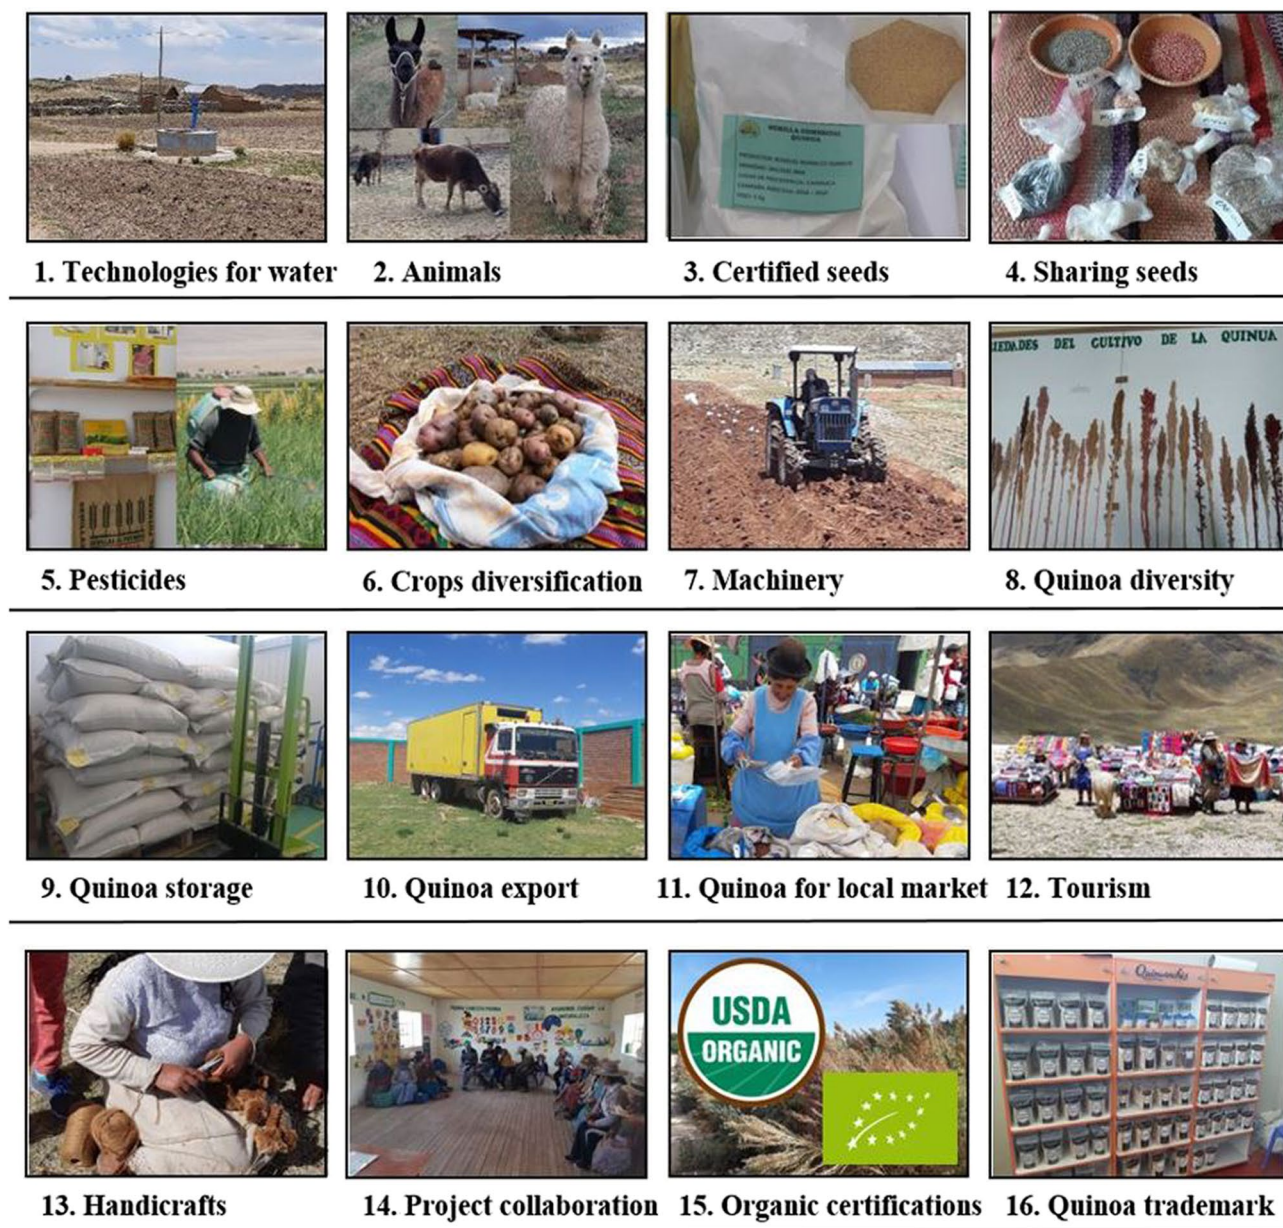 SEMILLA
QUINUA
1. Technologies for water
2. Animals
3. Certified seeds
4. Sharing seeds
DEL CULTIVO DE LA QUINUA
5. Pesticides
6. Crops diversification
7. Machinery
8. Quinoa diversity
9. Quinoa storage
10. Quinoa export
11. Quinoa for local market
12. Tourism
USDA
ORGANIC
13. Handicrafts
14. Project collaboration
15. Organic certifications
16. Quinoa trademark